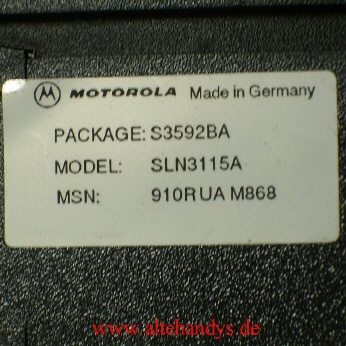 MOTOROLA Made in Germany
PACKAGE: S3592BA
MODEL: SLN3115A
MSN: 910RUA M868
www.altehandys.de